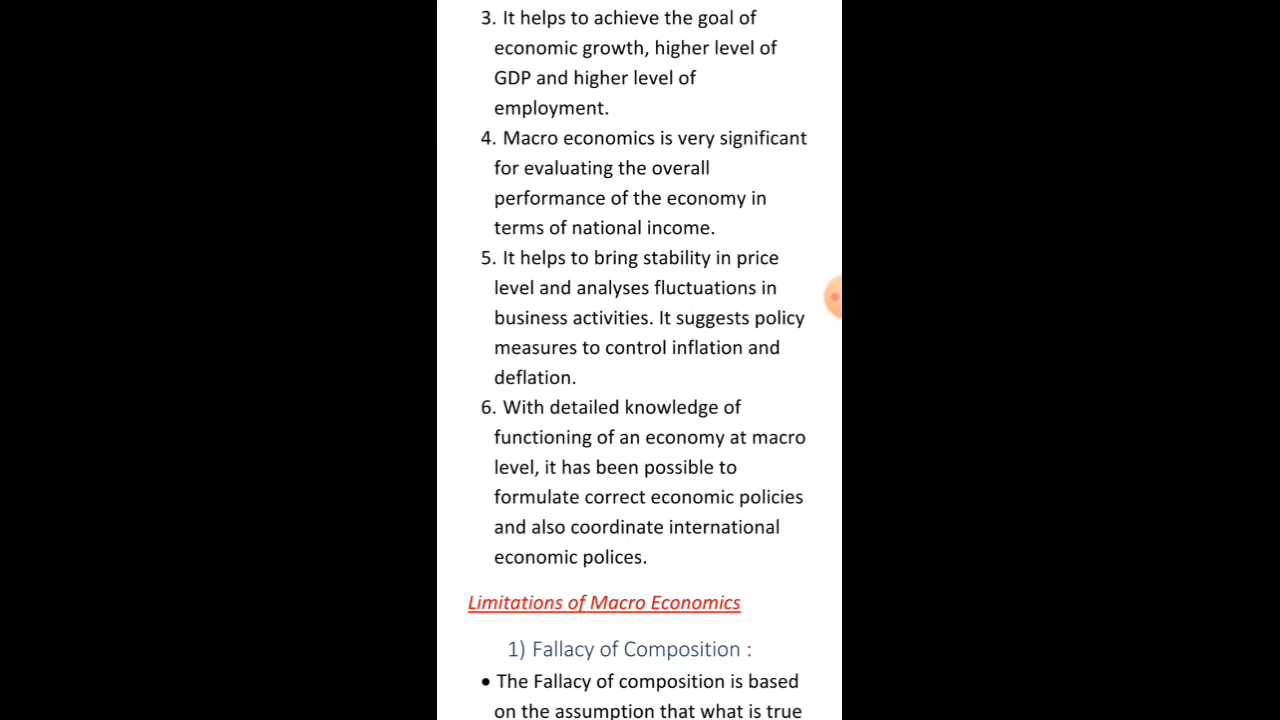 3. It helps to achieve the goal of
economic growth, higher level of
GDP and higher level of
employment.
4. Macro economics is very significant
for evaluating the overall
performance of the economy in
terms of national income.
5. It helps to bring stability in price
level and analyses fluctuations in
business activities. It suggests policy
measures to control inflation and
deflation.
6. With detailed knowledge of
functioning of an economy at macro
level, it has been possible to
formulate correct economic policies
and also coordinate international
economic polices.
Limitations of Macro Economics
1) Fallacy of Composition :
• The Fallacy of composition is based
on the assumption that what is true